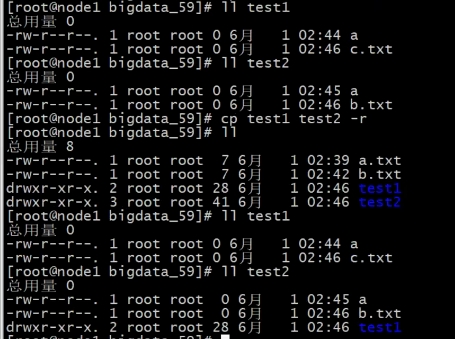 [root@node1 bigdata_59]# ll test1
总用量 0
-rw-r--r--. 1 root root 0 6月   1 02:44 a
-rw-r--r--. 1 root root 0 6月   1 02:46 c.txt
[root@node1 bigdata_59]# ll test2
总用量 0
-rw-r--r--. 1 root root 0 6月   1 02:45 a
-rw-r--r--. 1 root root 0 6月   1 02:46 b.txt
[root@node1 bigdata_59]# cp test1 test2 -r
[root@node1 bigdata_59]# ll
总用量 8
-rw-r--r--. 1 root root  7 6月   1 02:39 a.txt
-rw-r--r--. 1 root root  7 6月   1 02:42 b.txt
drwxr-xr-x. 2 root root 28 6月   1 02:46 test1
drwxr-xr-x. 3 root root 41 6月   1 02:46 test2
[root@node1 bigdata_59]# ll test1
总用量 0
-rw-r--r--. 1 root root 0 6月   1 02:44 a
-rw-r--r--. 1 root root 0 6月   1 02:46 c.txt
[root@node1 bigdata_59]# ll test2
总用量 0
-rw-r--r--. 1 root root  0 6月   1 02:45 a
-rw-r--r--. 1 root root  0 6月   1 02:46 b.txt
drwxr-xr-x. 2 root root 28 6月   1 02:46 test1
[root@node1 bigdata_59]#